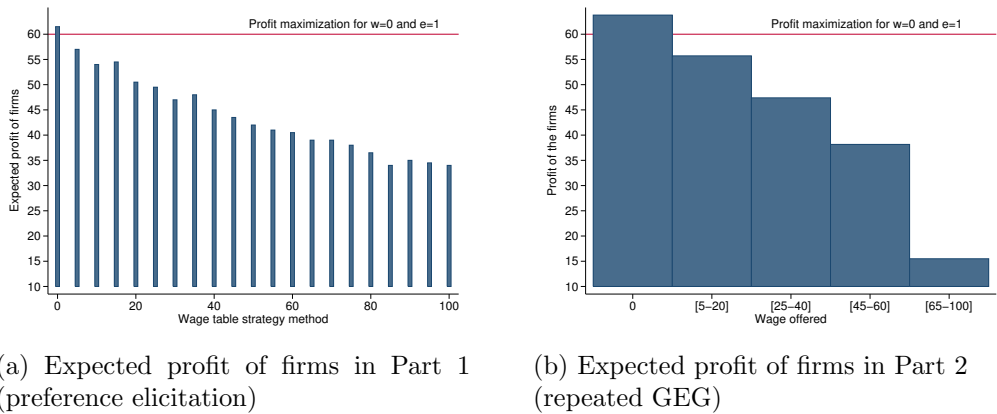 Profit maximization for w=0 and e=1
60
55
50
45
40
35
30
25
20
15
10
Expected profit of firms
0 20 40 60 80 100
Wage table strategy method
(a) Expected profit of firms in Part 1
(preference elicitation)
Profit maximization for w=0 and e=1
60
55
50
45
40
35
30
25
20
15
10
Profit of the firms
0 [5−20] [25−40] [45−60] [65−100]
Wage offered
(b) Expected profit of firms in Part 2
(repeated GEG)